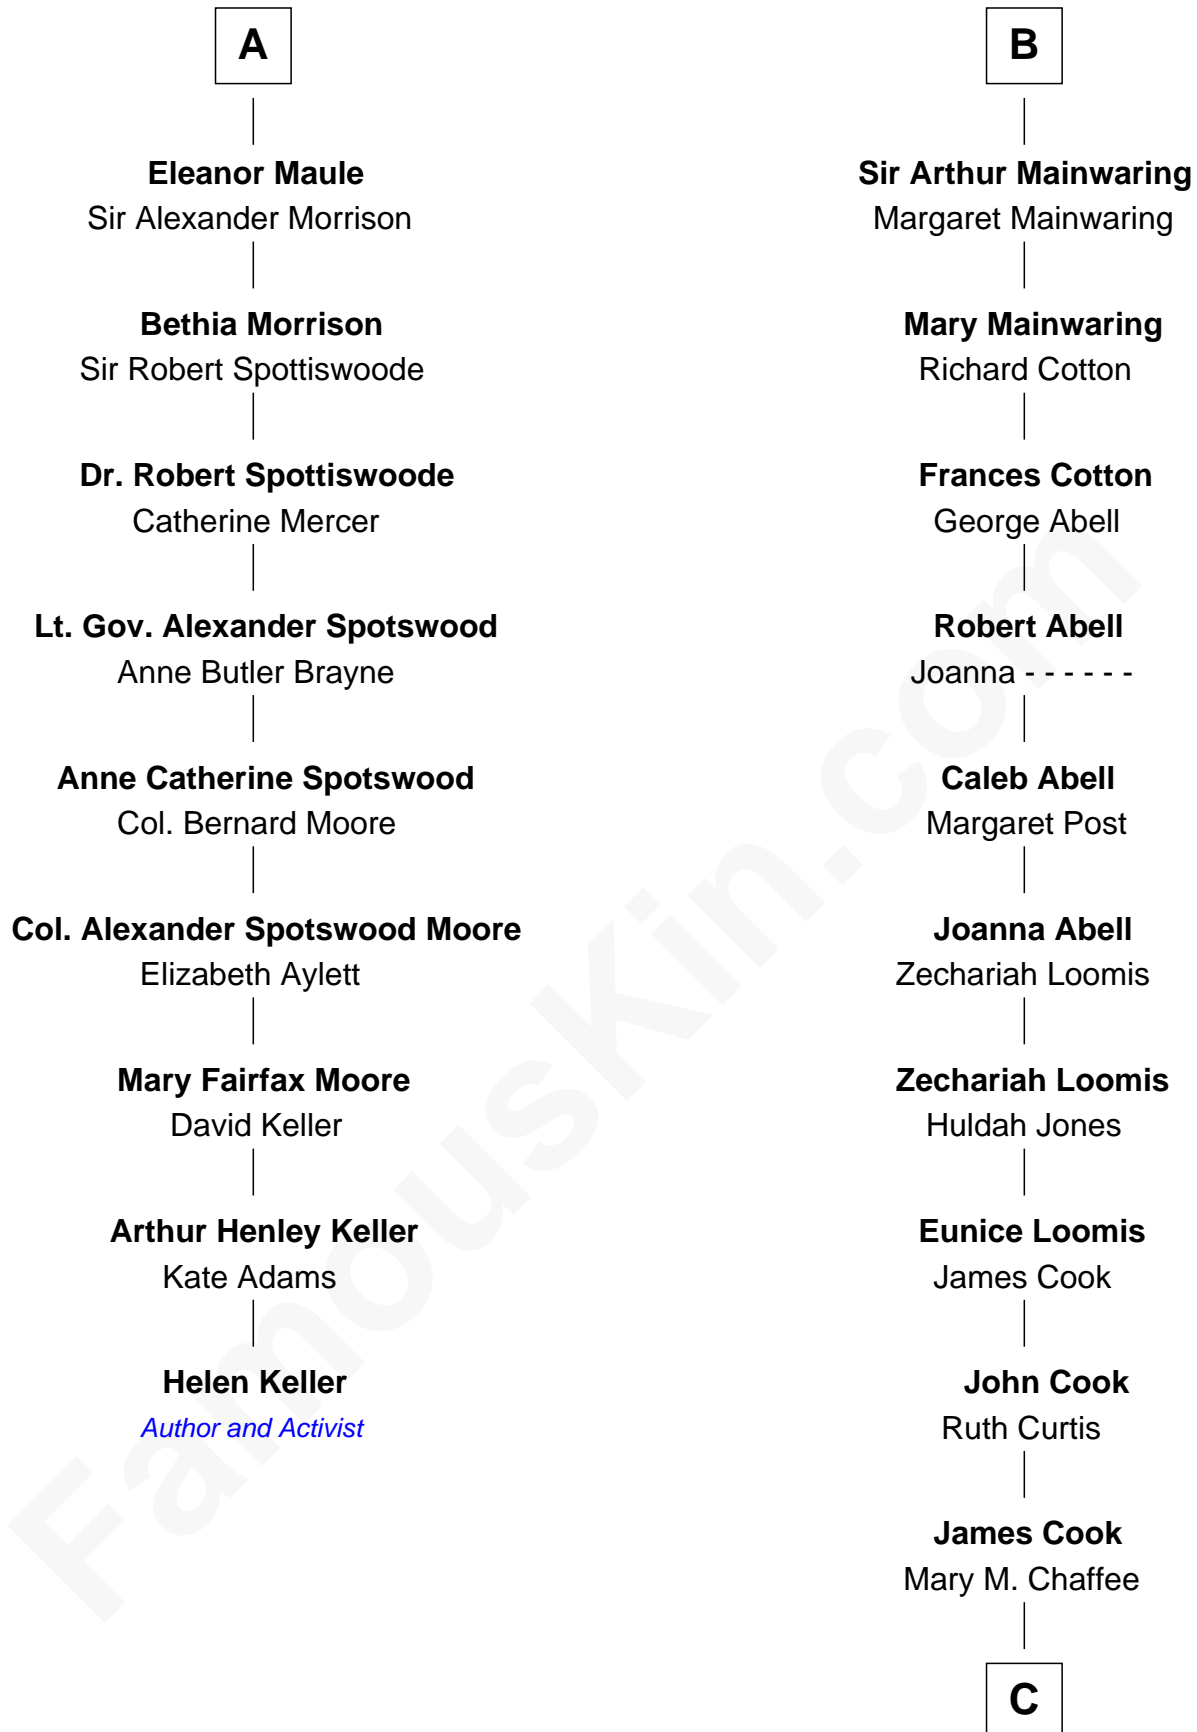 A
Eleanor Maule
Sir Alexander Morrison
Bethia Morrison
Sir Robert Spottiswoode
Dr. Robert Spottiswoode
Catherine Mercer
Lt. Gov. Alexander Spotswood
Anne Butler Brayne
Anne Catherine Spotswood
Col. Bernard Moore
Col. Alexander Spotswood Moore
Elizabeth Aylett
Mary Fairfax Moore
David Keller
Arthur Henley Keller
Kate Adams
Helen Keller
Author and Activist
B
Sir Arthur Mainwaring
Margaret Mainwaring
Mary Mainwaring
Richard Cotton
Frances Cotton
George Abell
Robert Abell
Joanna - - - - - -
Caleb Abell
Margaret Post
Joanna Abell
Zechariah Loomis
Zechariah Loomis
Huldah Jones
Eunice Loomis
James Cook
John Cook
Ruth Curtis
James Cook
Mary M. Chaffee
C
FamousKin.com